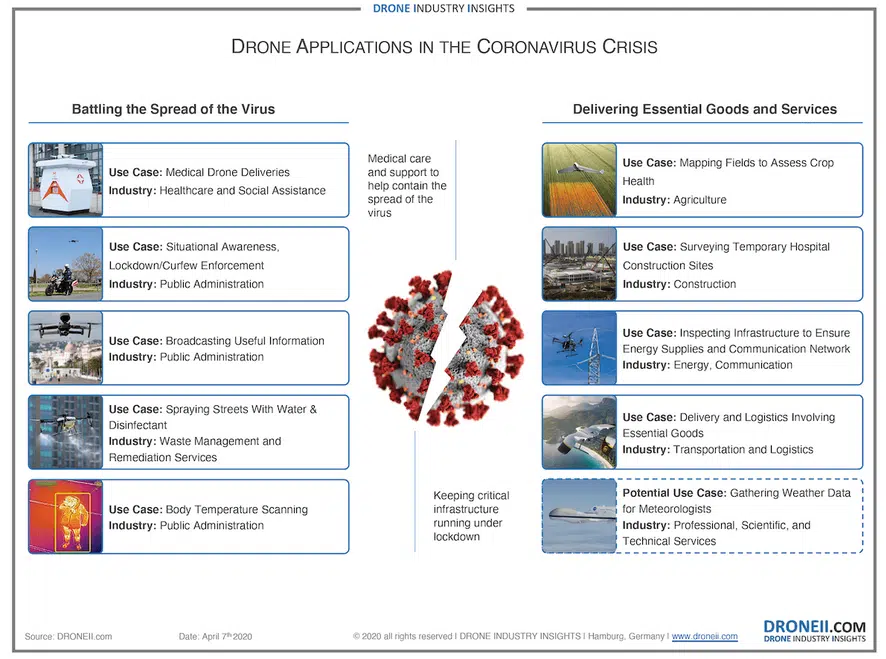 DRONE INDUSTRY INSIGHTS
DRONE APPLICATIONS IN THE CORONAVIRUS CRISIS
Battling the Spread of the Virus
Use Case: Medical Drone Deliveries
Industry: Healthcare and Social Assistance
Use Case: Situational Awareness,
Lockdown/Curfew Enforcement
Industry: Public Administration
Use Case: Broadcasting Useful Information
Industry: Public Administration
Use Case: Spraying Streets With Water &
Disinfectant
Industry: Waste Management and
Remediation Services
Use Case: Body Temperature Scanning
Industry: Public Administration
Medical care
and support to
help contain the
spread of the
virus
Keeping critical
infrastructure
running under
lockdown
Delivering Essential Goods and Services
Use Case: Mapping Fields to Assess Crop
Health
Industry: Agriculture
Use Case: Surveying Temporary Hospital
Construction Sites
Industry: Construction
Use Case: Inspecting Infrastructure to Ensure
Energy Supplies and Communication Network
Industry: Energy, Communication
Use Case: Delivery and Logistics Involving
Essential Goods
Industry: Transportation and Logistics
Potential Use Case: Gathering Weather Data
for Meteorologists
Industry: Professional, Scientific, and
Technical Services
Source: DRONEII.com
Date: April 7th 2020
© 2020 all rights reserved | DRONE INDUSTRY INSIGHTS | Hamburg, Germany | www.droneii.com
DRONEII.COM
DRONE INDUSTRY INSIGHTS